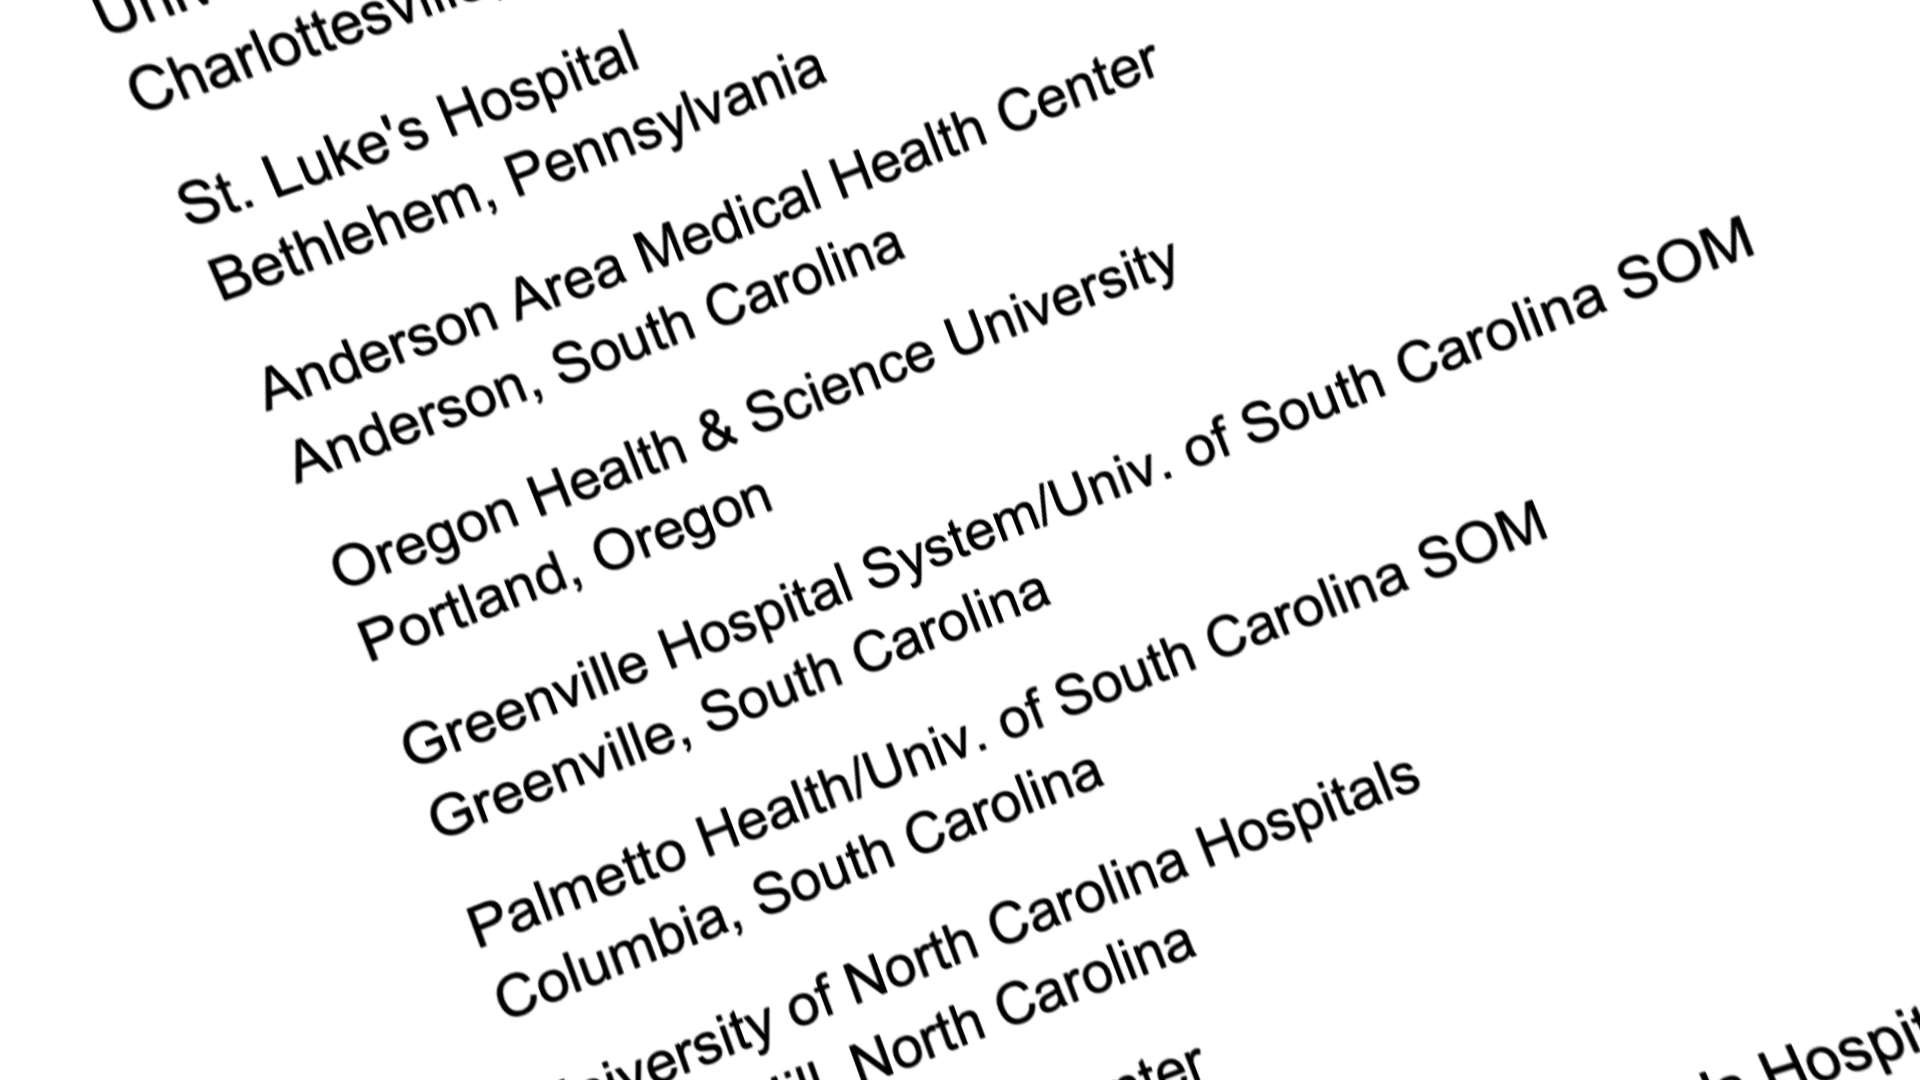 St. Luke's Hospital
Bethlehem, Pennsylvania
Anderson Area Medical Health Center
Anderson, South Carolina
Oregon Health & Science University
Portland, Oregon
Greenville Hospital System/Univ. of South Carolina SOM
Greenville, South Carolina
Palmetto Health/Univ. of South Carolina SOM
Columbia, South Carolina
of North Carolina Hospitals
North Carolina